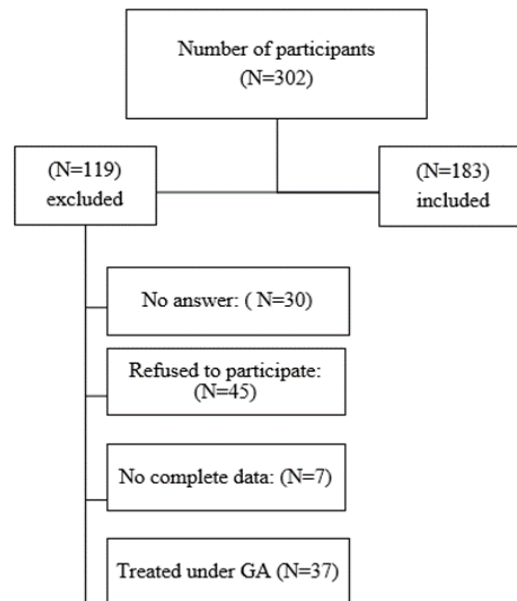 Number of participants
(N=302)
(N=119)
excluded
(N=183)
included
No answer: ( N=30)
Refused to participate:
(N=45)
No complete data: (N=7)
Treated under GA (N=37)